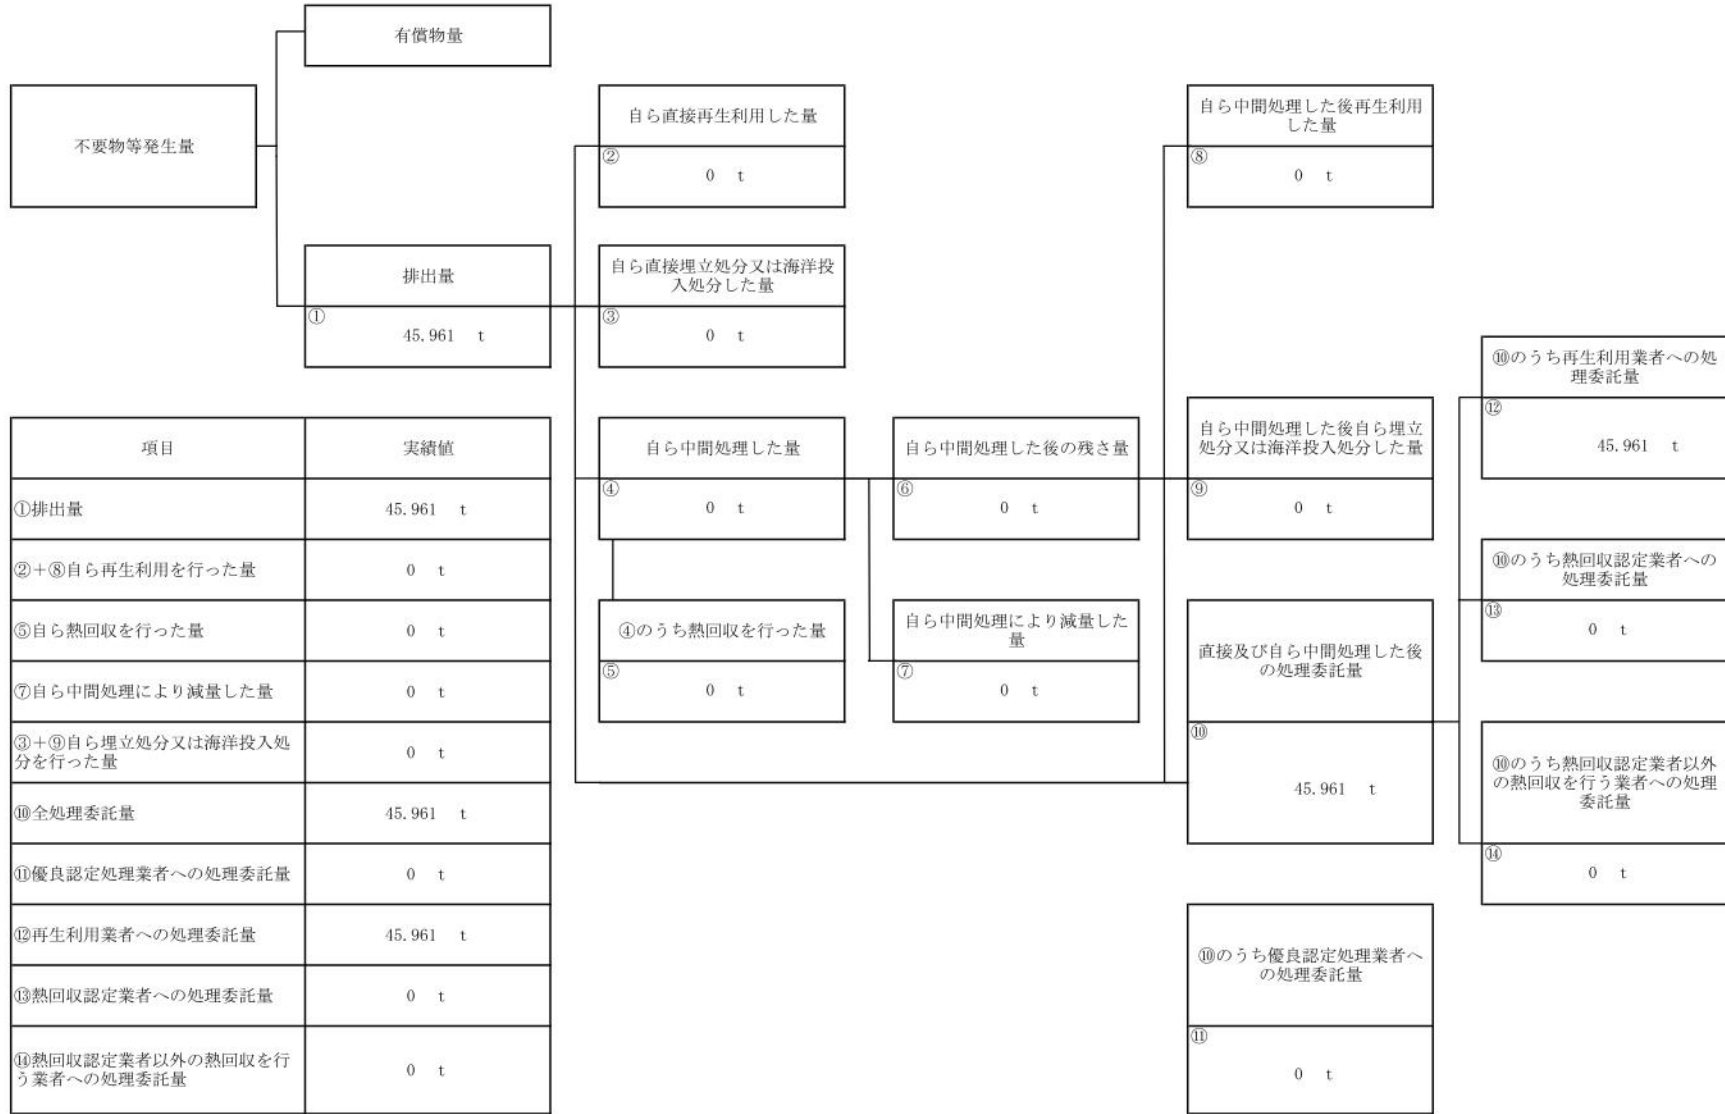 有償物量
不要物等発生量
自ら直接再生利用した量
②
0 t
自ら中間処理した後再生利用
した量
⑧
0 t
排出量
①
45.961 t
自ら直接埋立処分又は海洋投
入処分した量
③
0 t
項目 実績値
①排出量 45.961 t
②+⑧自ら再生利用を行った量 0 t
⑤自ら熱回収を行った量 0 t
⑦自ら中間処理により減量した量 0 t
③+⑨自ら埋立処分又は海洋投入処
分を行った量 0 t
⑩全処理委託量 45.961 t
⑪優良認定処理業者への処理委託量 0 t
⑫再生利用業者への処理委託量 45.961 t
⑬熱回収認定業者への処理委託量 0 t
⑭熱回収認定業者以外の熱回収を行
う業者への処理委託量 0 t
自ら中間処理した量
④
0 t
④のうち熱回収を行った量
⑤
0 t
自ら中間処理した後の残さ量
⑥
0 t
自ら中間処理により減量した
量
⑦
0 t
自ら中間処理した後自ら埋立
処分又は海洋投入処分した量
⑨
0 t
直接及び自ら中間処理した後
の処理委託量
⑩
45.961 t
⑩のうち優良認定処理業者へ
の処理委託量
⑪
0 t
⑩のうち再生利用業者への処
理委託量
⑫
45.961 t
⑩のうち熱回収認定業者への
処理委託量
⑬
0 t
⑩のうち熱回収認定業者以外
の熱回収を行う業者への処理
委託量
⑭
0 t